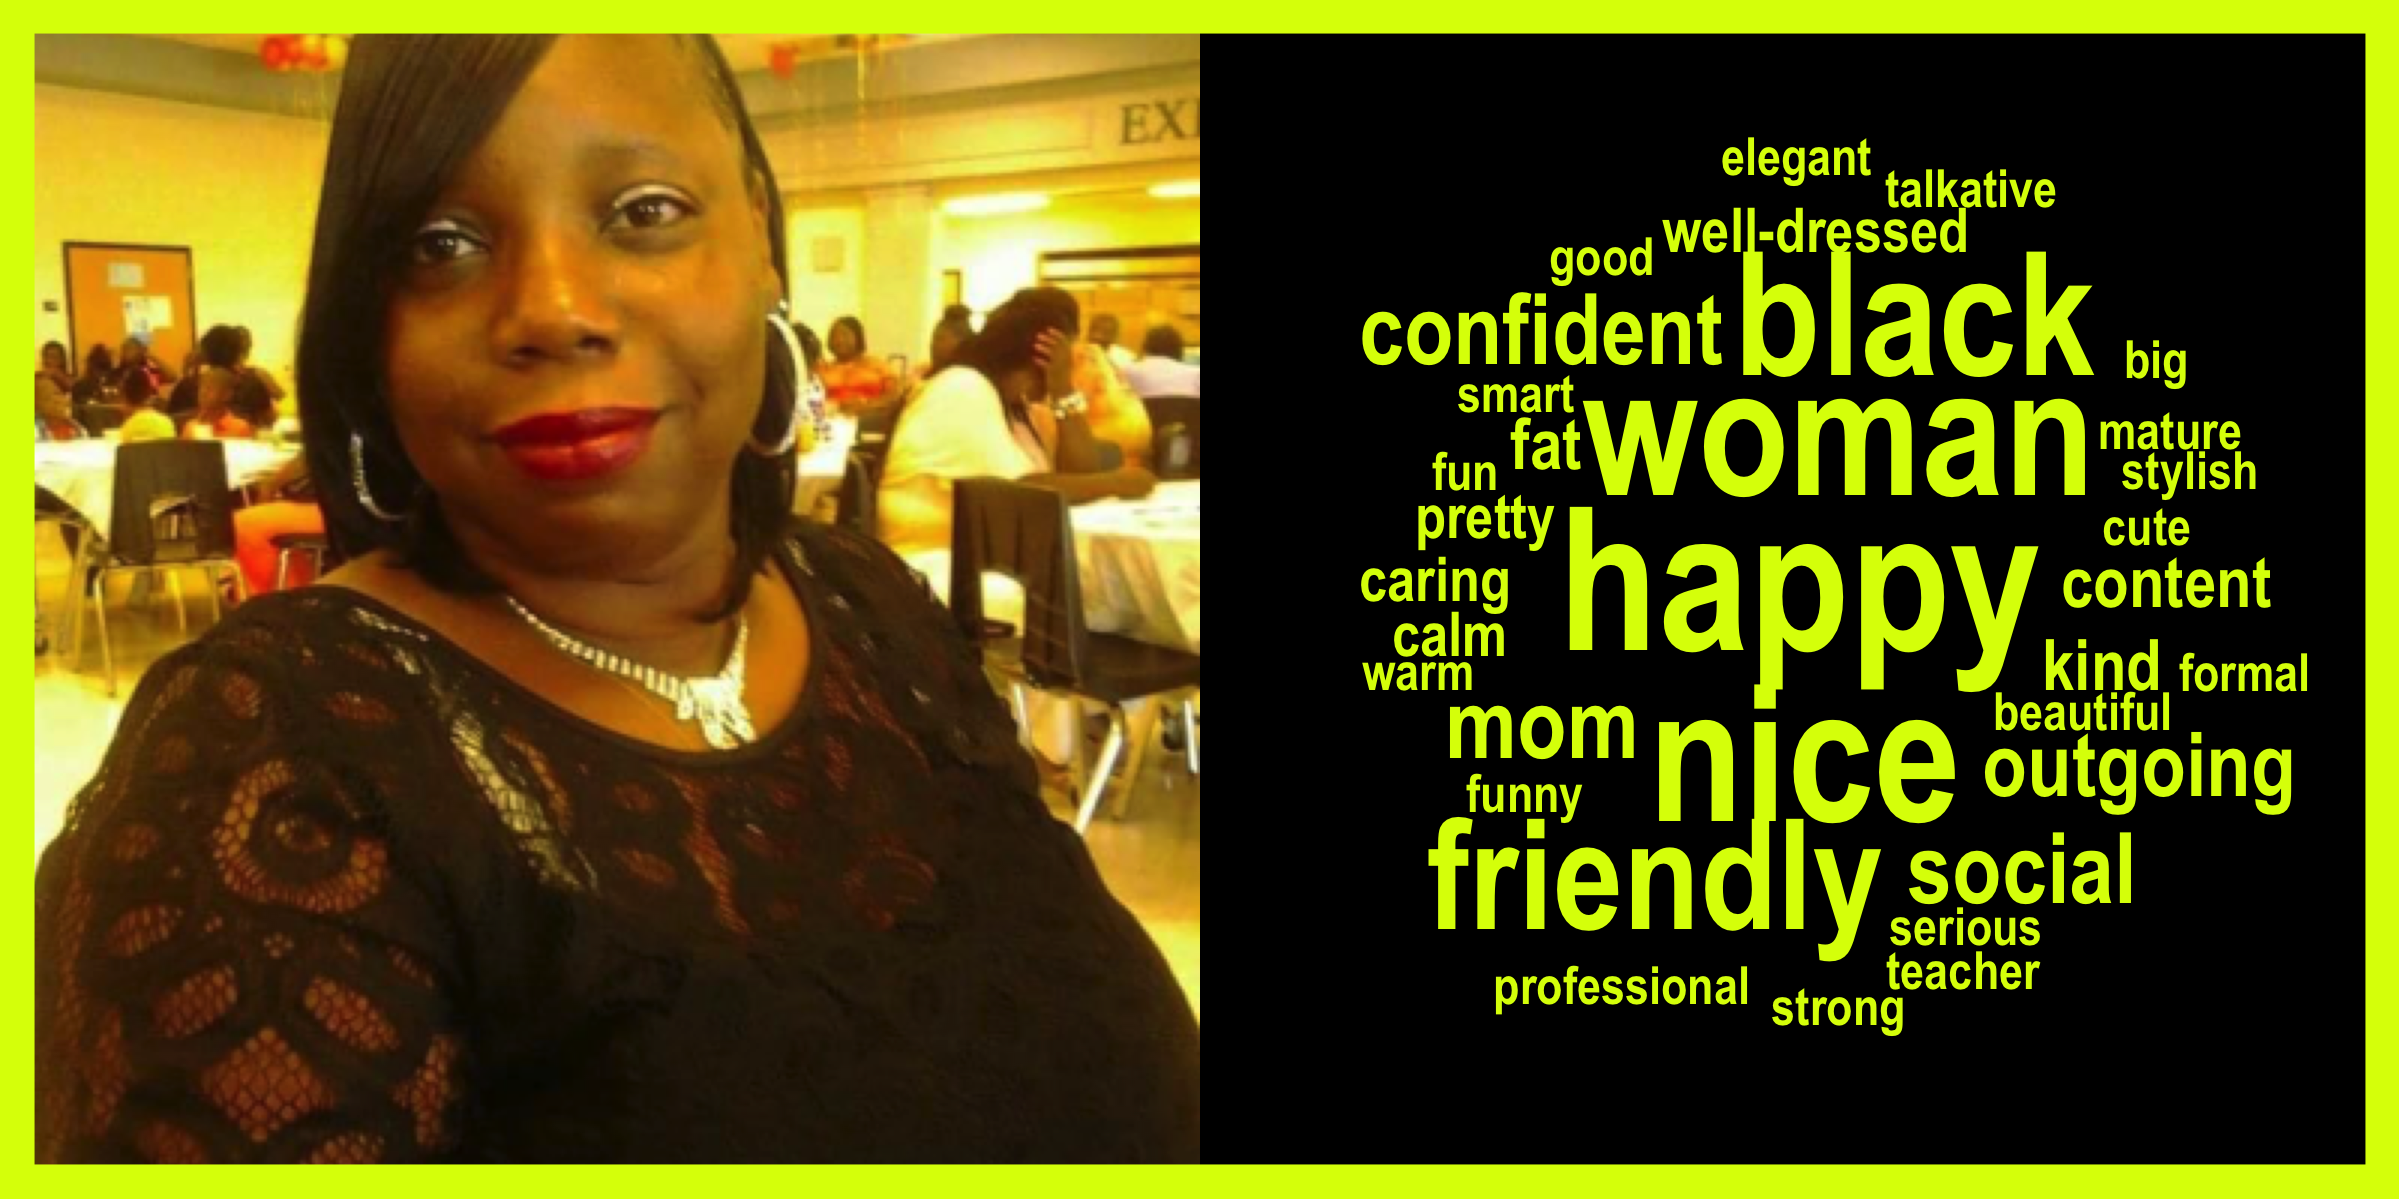 EXI
elegant
talkative
well-dressed
good
black
confident
big
smart
woman
mature
fat
stylish
fun
pretty
cute
happy
caring
content
calm
kind
warm
formal
beautiful
mom
nice
outgoing
funny
friendly
social
serious
teacher
professional
strong